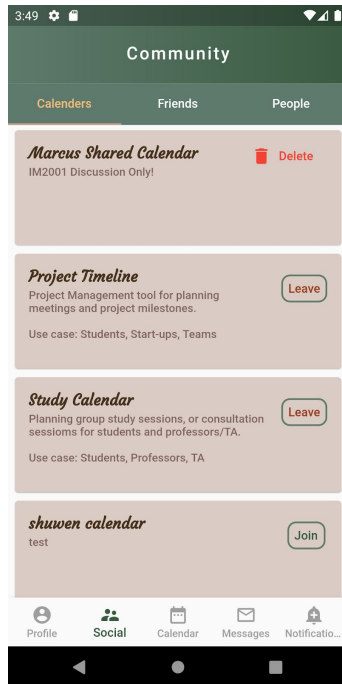 3:49
Community
Calenders
Friends
People
Marcus Shared Calendar
Delete
IM2001 Discussion Only!
Project Timeline
Leave
Project Management tool for planning
meetings and project milestones.
Use case: Students, Start-ups, Teams
Study Calendar
Leave
Planning group study sessions, or consultation
sessioms for students and professors/TA.
Use case: Students, Professors, TA
shuwen calendar
Join
test
Profile
Social
Calendar
Messages
Notificatio...